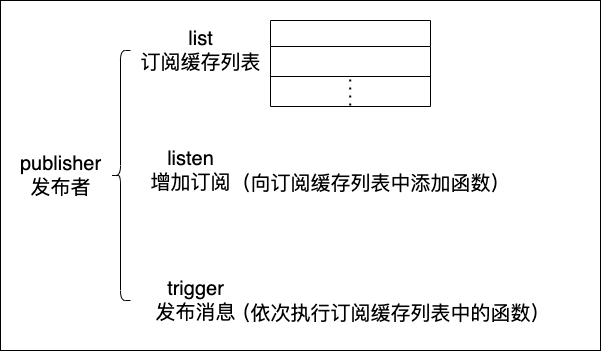 list
订阅缓存列表
publisher
发布者
listen
增加订阅（向订阅缓存列表中添加函数）
trigger
发布消息（依次执行订阅缓存列表中的函数）